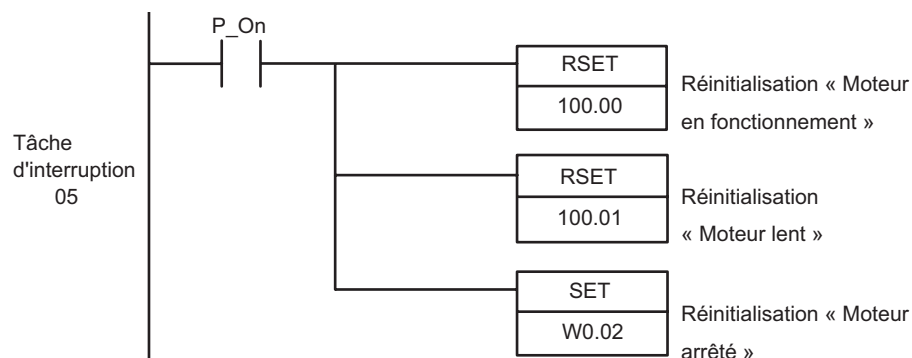 P_On
RSET
100.00
Réinitialisation « Moteur
en fonctionnement »
Tâche
d'interruption
05
RSET
100.01
Réinitialisation
« Moteur lent »
SET
W0.02
Réinitialisation « Moteur
arrêté »